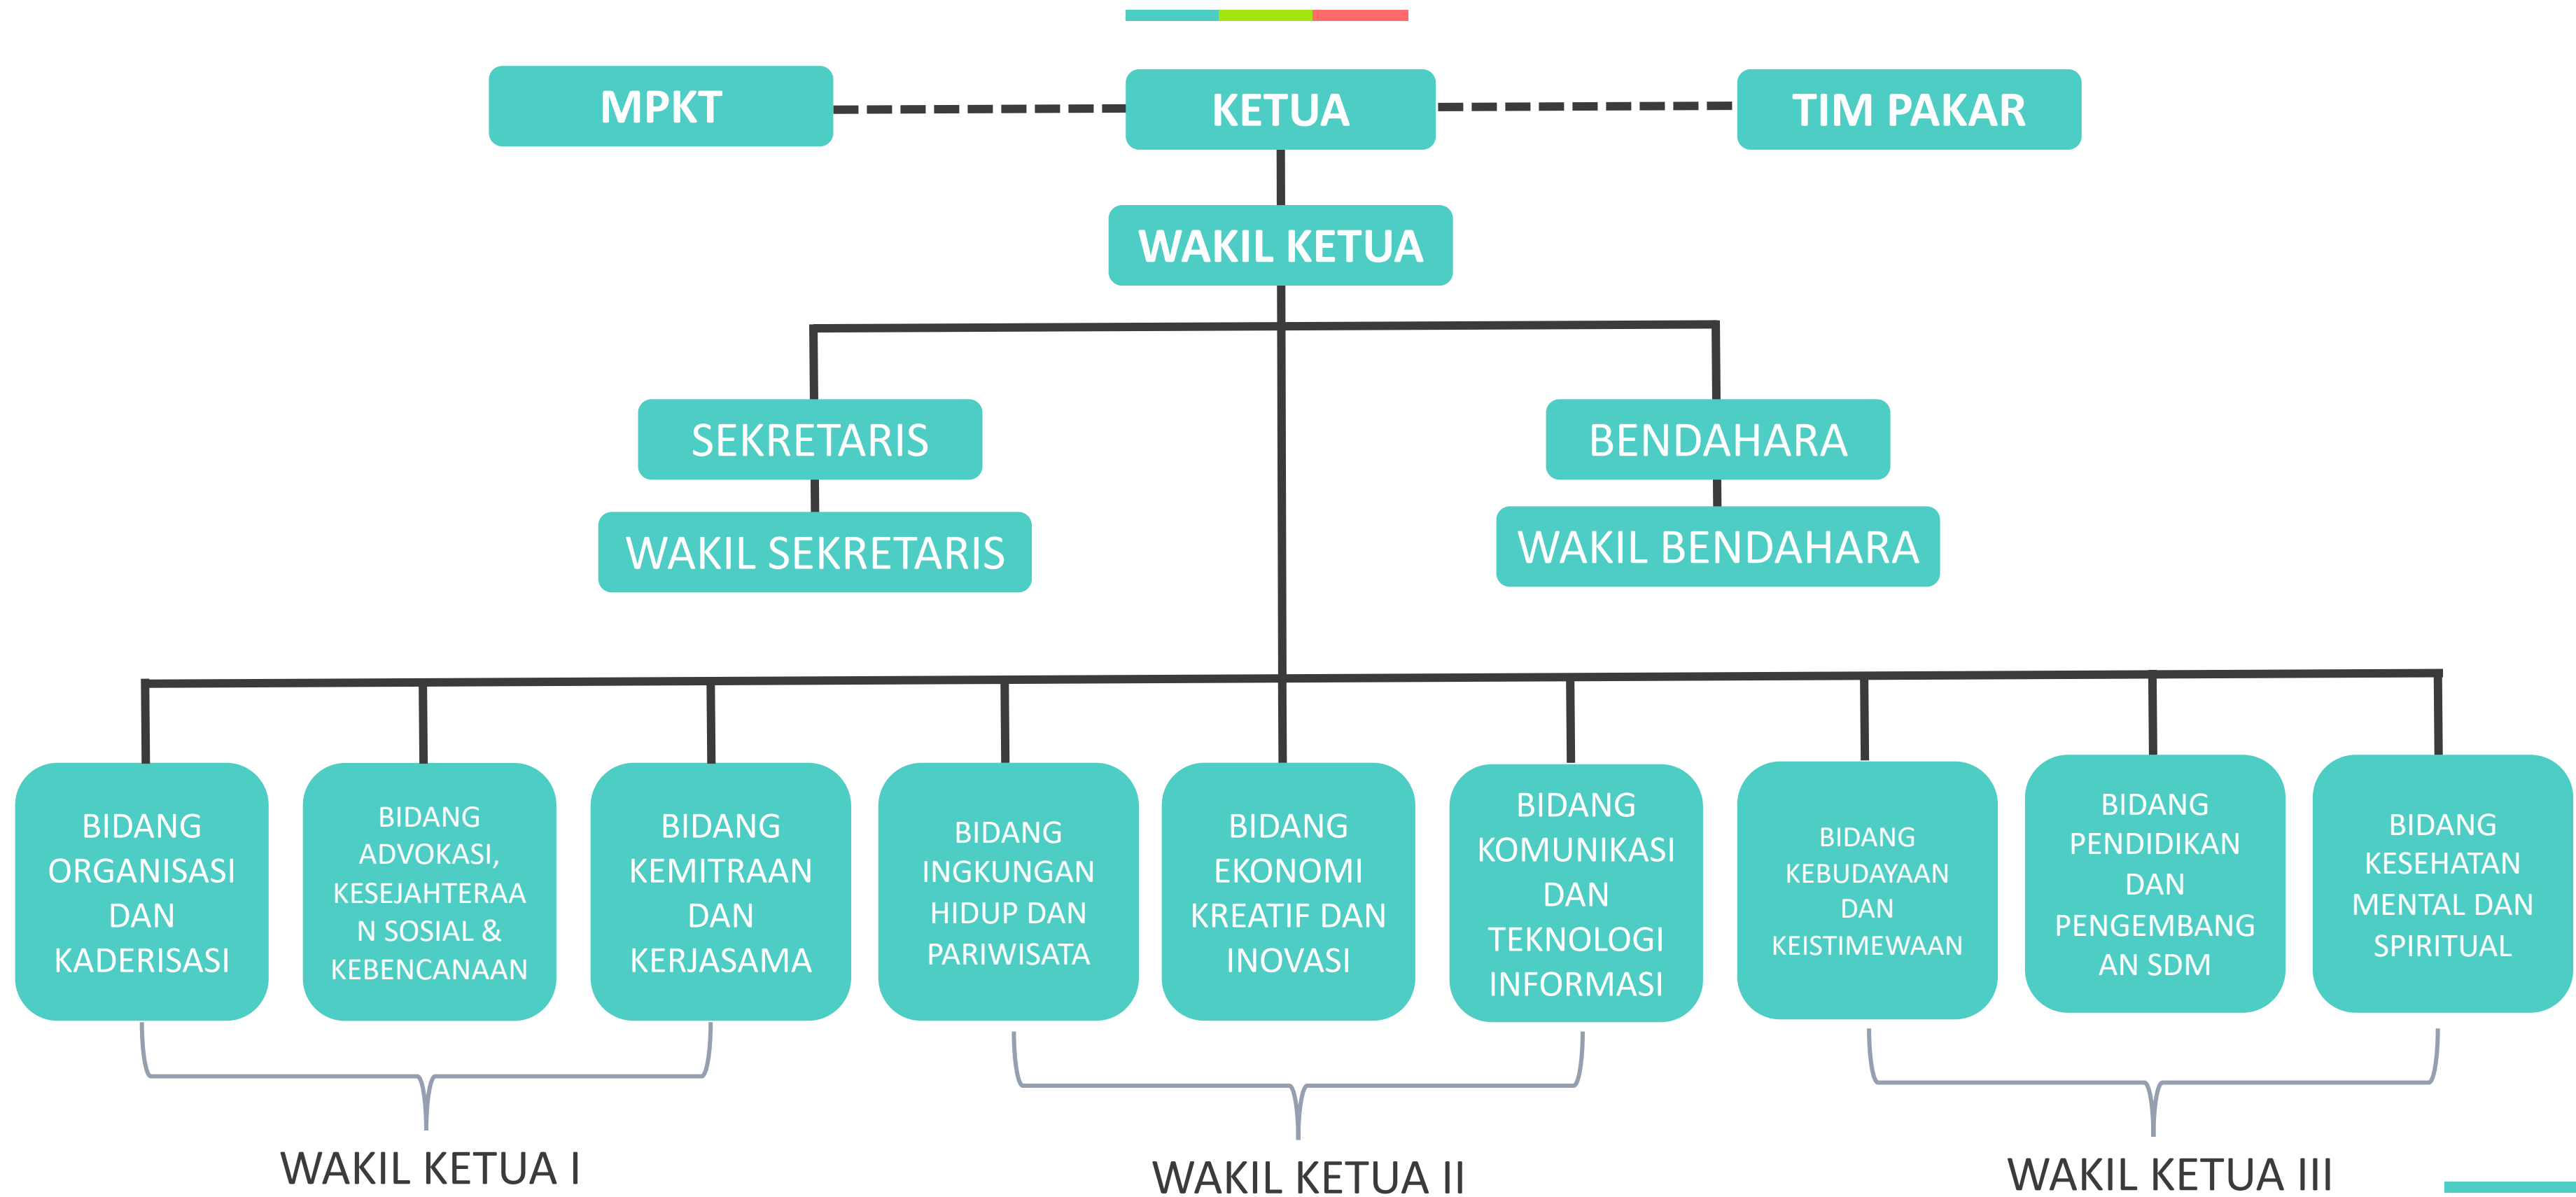 MPKT
KETUA
TIM PAKAR
WAKIL KETUA
SEKRETARIS
BENDAHARA
WAKIL SEKRETARIS
WAKIL BENDAHARA
BIDANG
ORGANISASI
DAN
KADERISASI
BIDANG
ADVOKASI,
KESEJAHTERAA
N SOSIAL &
KEBENCANAAN
BIDANG
KEMITRAAN
DAN
KERJASAMA
BIDANG
INGKUNGAN
HIDUP DAN
PARIWISATA
BIDANG
EKONOMI
KREATIF DAN
INOVASI
BIDANG
KOMUNIKASI
DAN
TEKNOLOGI
INFORMASI
BIDANG
KEBUDAYAAN
DAN
KEISTIMEWAAN
BIDANG
PENDIDIKAN
DAN
PENGEMBANG
AN SDM
BIDANG
KESEHATAN
MENTAL DAN
SPIRITUAL
WAKIL KETUA I
WAKIL KETUA II
WAKIL KETUA III